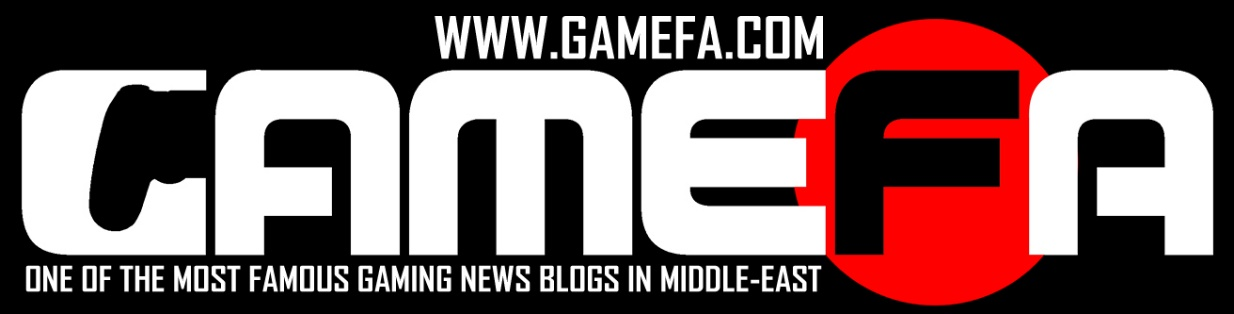 WWW.GAMEFA.COM
GAMEFA
ONE OF THE MOST FAMOUS GAMING NEWS BLOGS IN MIDDLE-EAST